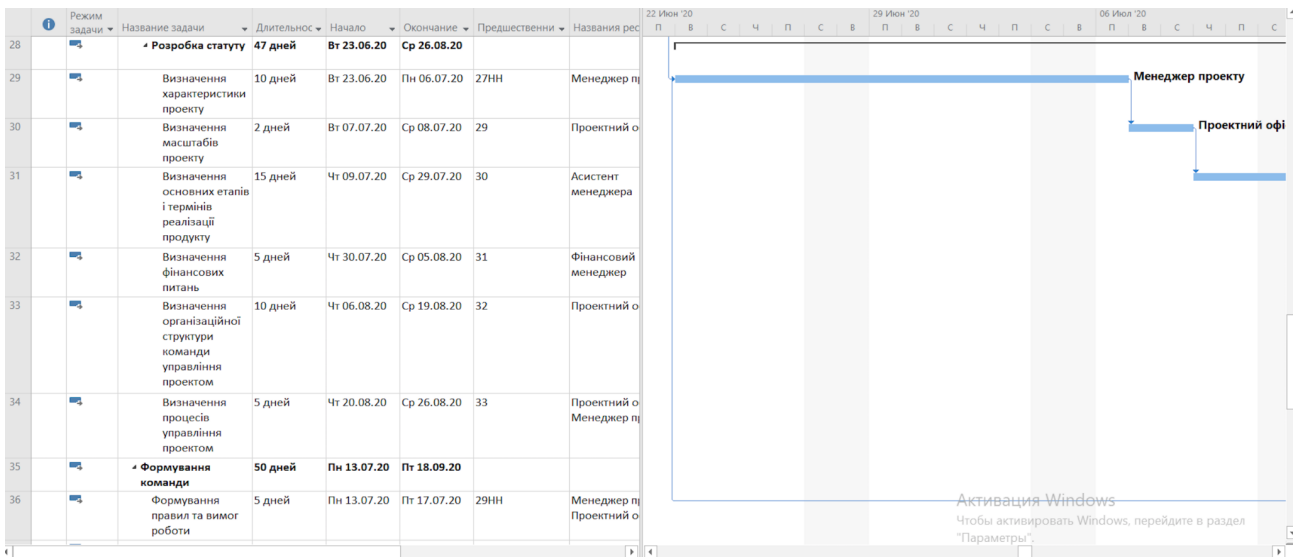 Режим
задачи Название задачи Длительнос Начало Окончание Предшественни Названия рес
22 Июн '20 29 Июн '20 06 Июл '20
П В С Ч П С В П В С Ч П С В П В С Ч П С
28 Розробка статуту 47 дней Вт 23.06.20 Ср 26.08.20
29 Визначення 10 дней Вт 23.06.20 Пн 06.07.20 27НН Менеджер пр
характеристики
проекту
Менеджер проекту
30 Визначення 2 дней Вт 07.07.20 Ср 08.07.20 29 Проектний о
масштабів
проекту
Проектний офі
31 Визначення 15 дней Чт 09.07.20 Ср 29.07.20 30 Асистент
основних етапів менеджера
і термінів
реалізації
продукту
32 Визначення 5 дней Чт 30.07.20 Ср 05.08.20 31 Фінансовий
фінансових менеджер
питань
33 Визначення 10 дней Чт 06.08.20 Ср 19.08.20 32 Проектний о
організаційної
структури
команди
управління
проектом
34 Визначення 5 дней Чт 20.08.20 Ср 26.08.20 33 Проектний о
процесів Менеджер пр
управління
проектом
35 Формування 50 дней Пн 13.07.20 Пт 18.09.20
команди
36 Формування 5 дней Пн 13.07.20 Пт 17.07.20 29НН Менеджер пр
правил та вимог Проектний о
роботи
Активация Windows
Чтобы активировать Windows, перейдите в раздел
"Параметры".